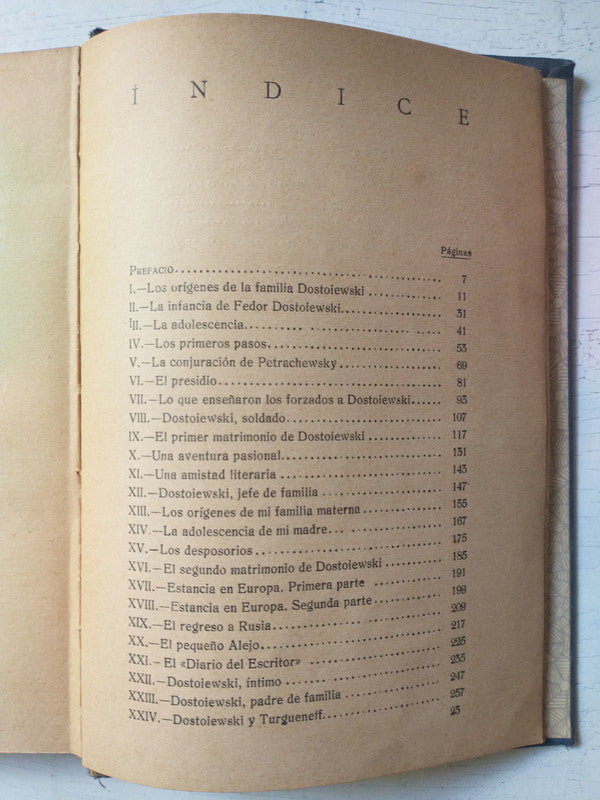 ÍNDICE
Páginas
PREFACIO 7
I.—Los orígenes de la familia Dostoiewski 11
II.—La infancia de Fedor Dostoiewski 31
III.—La adolescencia 41
IV.—Los primeros pasos 53
V.—La conjuración de Petrachewsky 69
VI.—El presidio 81
VII.—Lo que enseñaron los forzados a Dostoiewski 93
VIII.—Dostoiewski, soldado 107
IX.—El primer matrimonio de Dostoiewski 117
X.—Una aventura pasional 131
XI.—Una amistad literaria 143
XII.—Dostoiewski, jefe de familia 147
XIII.—Los orígenes de mi familia materna 155
XIV.—La adolescencia de mi madre 167
XV.—Los desposorios 175
XVI.—El segundo matrimonio de Dostoiewski 185
XVII.—Estancia en Europa. Primera parte 191
XVIII.—Estancia en Europa. Segunda parte 199
209
XIX.—El regreso a Rusia 217
XX.—El pequeño Alejo 225
XXI.—El «Diario del Escritor» 235
XXII.—Dostoiewski, íntimo 247
XXIII.—Dostoiewski, padre de familia 257
XXIV.—Dostoiewski y Turgueneff